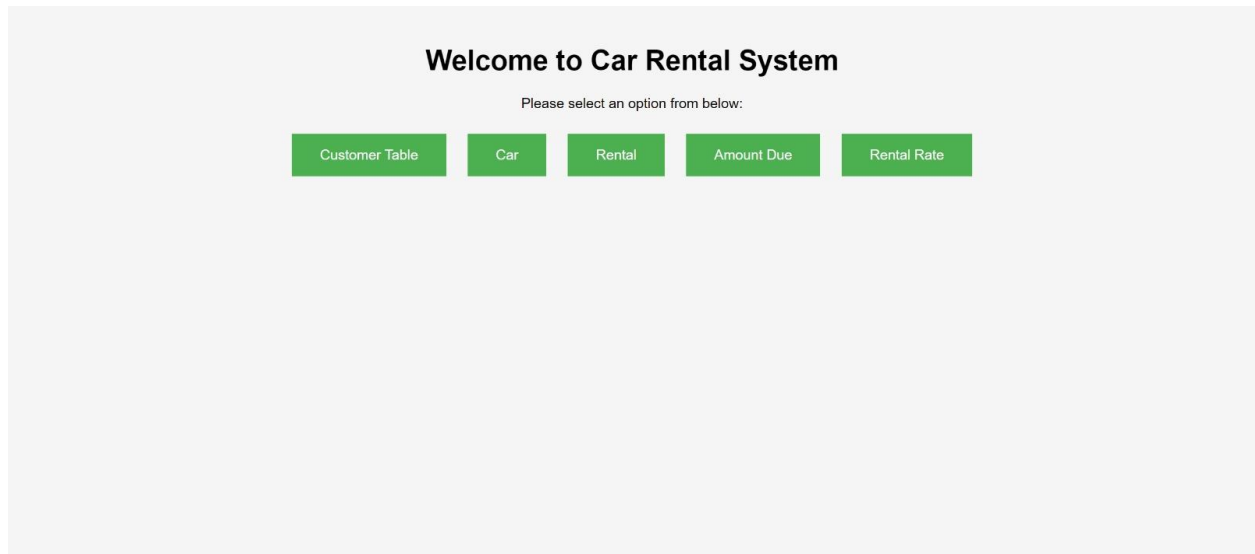 Welcome to Car Rental System
Please select an option from below:
Customer Table Car Rental Amount Due Rental Rate